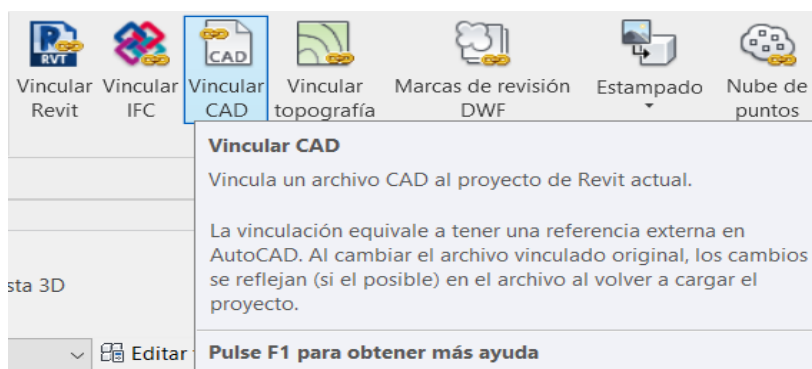 RVT
CAD
Vincular Vincular Vincular Vincular Marcas de revisión Estampado Nube de
Revit IFC CAD topografía DWF puntos
Vincular CAD
Vincula un archivo CAD al proyecto de Revit actual.
La vinculación equivale a tener una referencia externa en
AutoCAD. Al cambiar el archivo vinculado original, los cambios
se reflejan (si el posible) en el archivo al volver a cargar el
proyecto.
sta 3D
Editar
Pulse F1 para obtener más ayuda